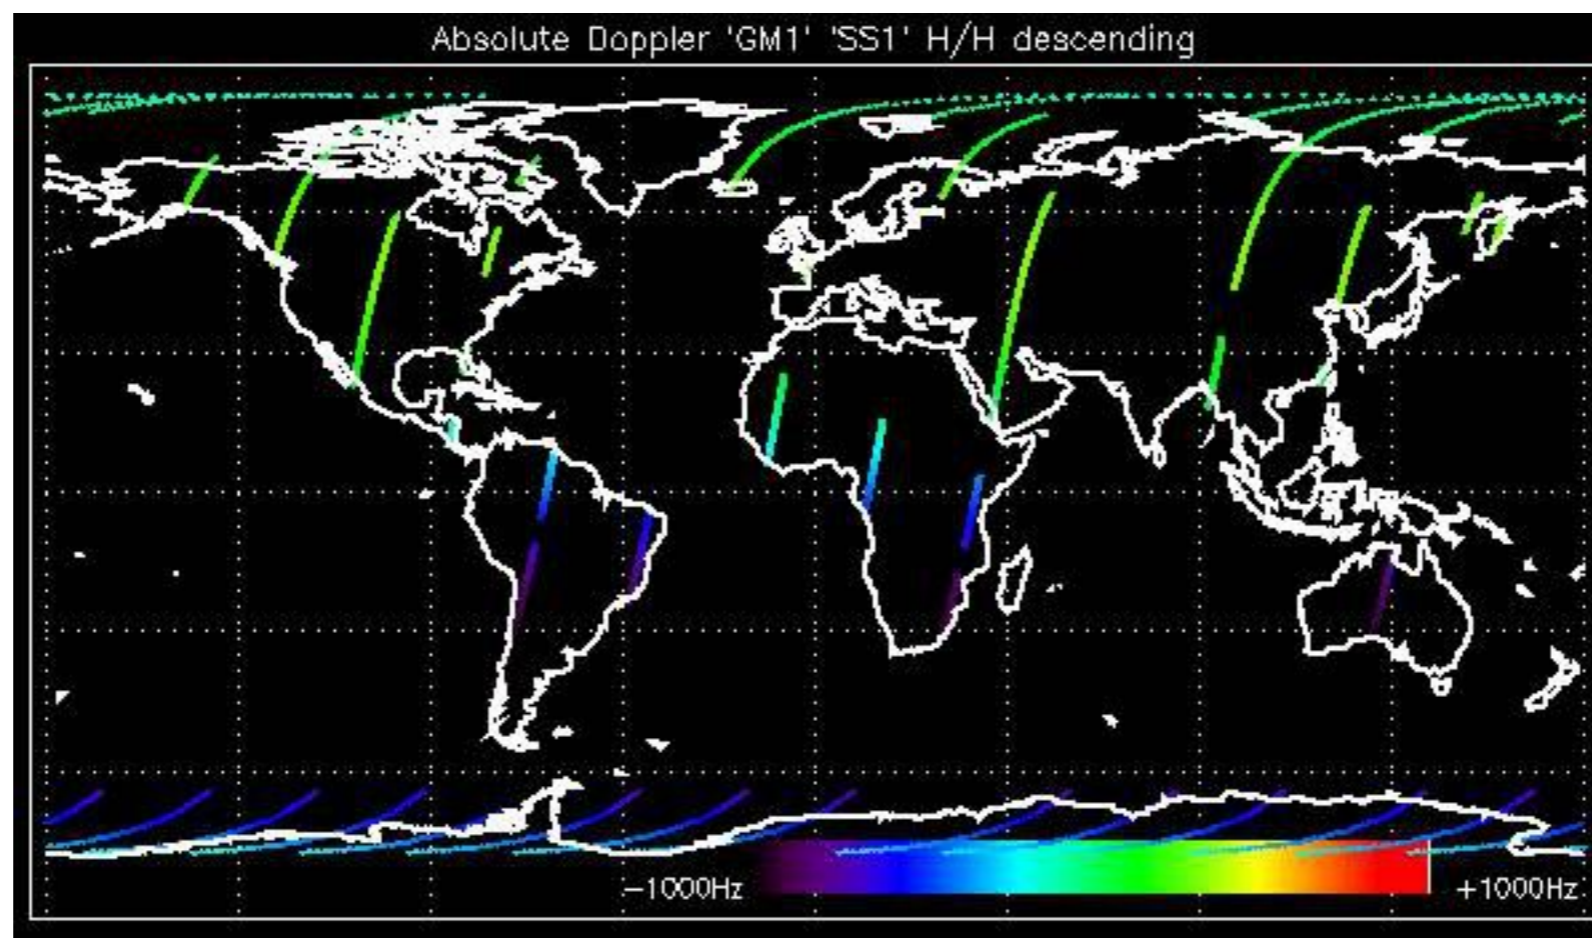 Absolute Doppler 'GM1' 'SS1' H/H descending
−1000Hz +1000Hz